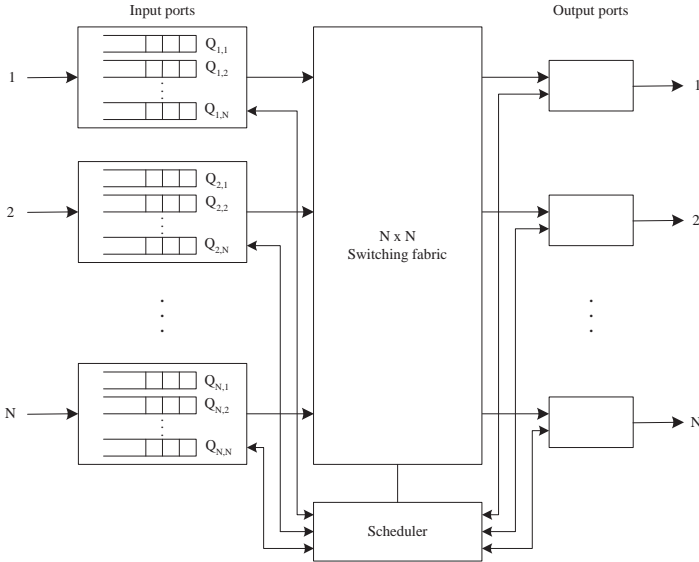 Input ports
Output ports
Q1,1
Q1,2
Q1,N
1
1
Q2,1
Q2,2
Q2,N
2
2
N x N
Switching fabric
QN,1
QN,2
QN,N
N
N
Scheduler